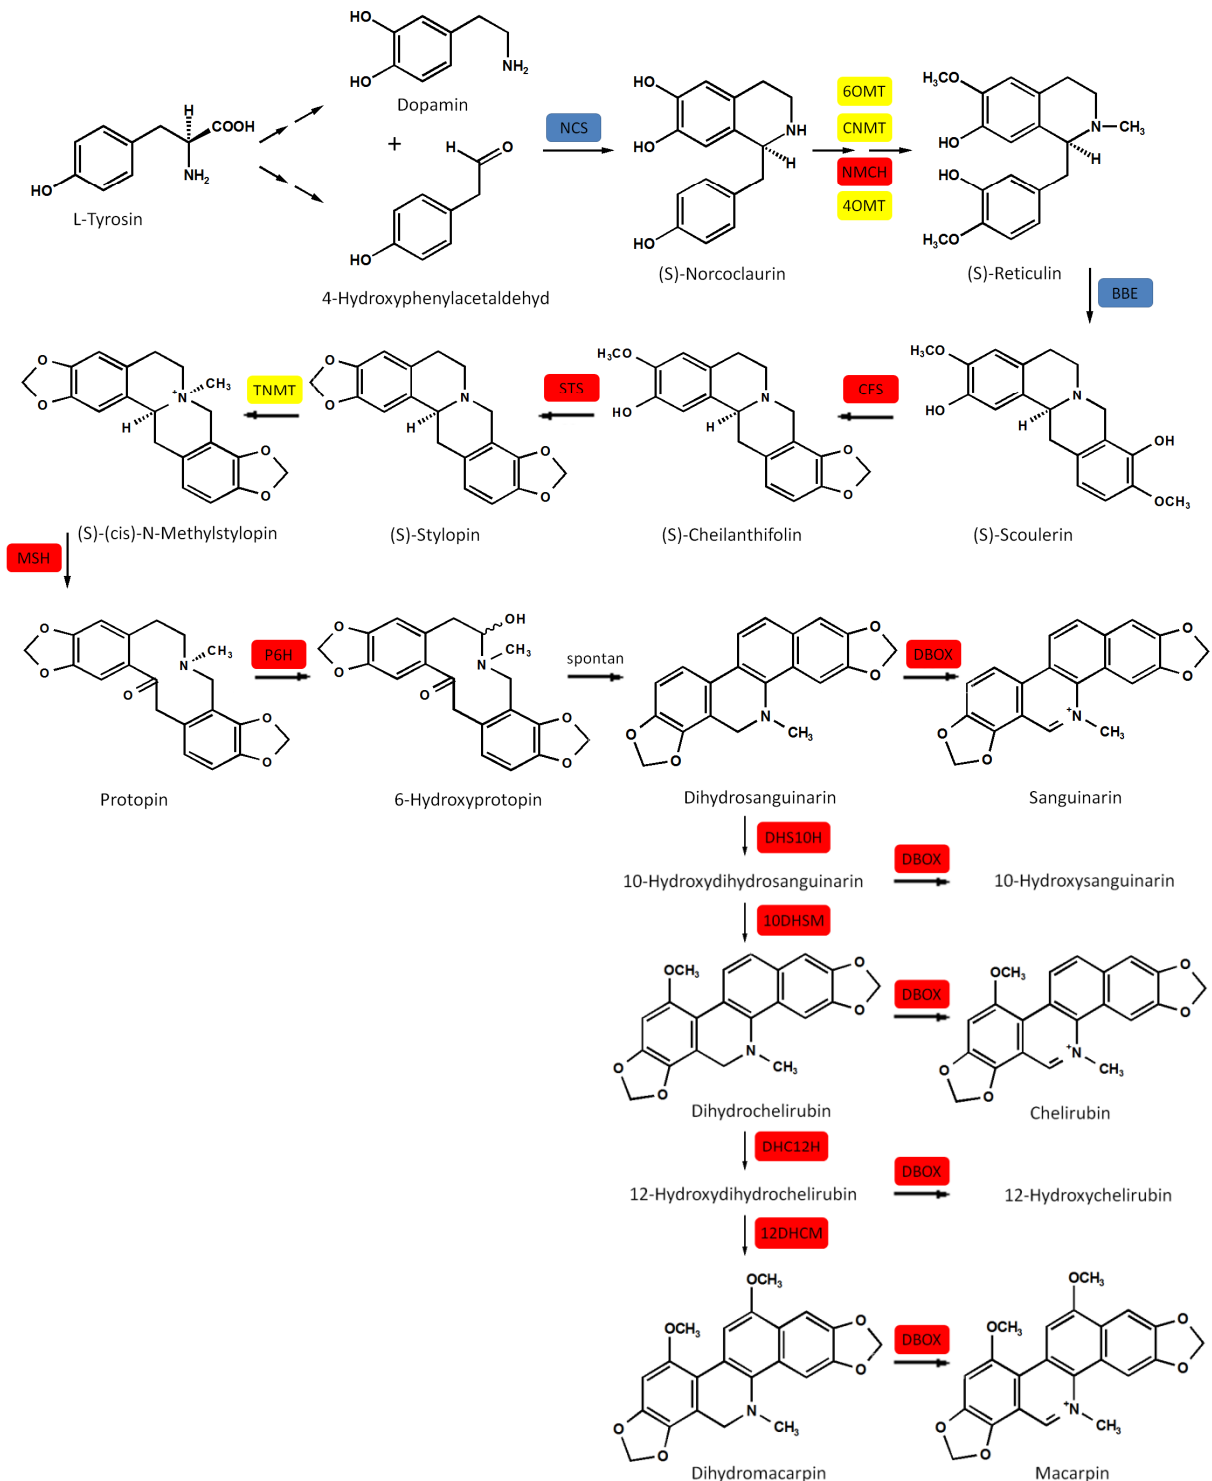 HO
HO
NH2
Dopamin
H
COOH
NH2
HO
L-Tyrosin
+
H
O
HO
4-Hydroxyphenylacetaldehyd
NCS
HO
HO
NH
H
HO
(S)-Norcoclaurin
6OMT
CNMT
NMCH
4OMT
H3CO
HO
N CH3
H
HO
H3CO
(S)-Reticulin
BBE
O
O
N+
CH3
H
O
O
(S)-(cis)-N-Methylstylopin
TNMT
O
O
N
H
O
O
(S)-Stylopin
STS
H3CO
HO
N
H
O
O
(S)-Cheilanthifolin
CFS
H3CO
HO
N
H
OH
OCH3
(S)-Scoulerin
MSH
O
O
N
CH3
O
O
O
Protopin
P6H
OH
O
O
N
CH3
O
O
O
6-Hydroxyprotopin
spontan
O
O
N
CH3
O
O
Dihydrosanguinarin
DBOX
O
O
N+
CH3
O
O
Sanguinarin
DHS10H
10-Hydroxydihydrosanguinarin
DBOX
10-Hydroxysanguinarin
10DHSM
OCH3
O
O
N
CH3
O
O
Dihydrochelirubin
DBOX
OCH3
O
O
N+
CH3
O
O
Chelirubin
DHC12H
12-Hydroxydihydrochelirubin
DBOX
12-Hydroxychelirubin
12DHCM
OCH3
OCH3
O
O
N
CH3
O
O
Dihydromacarpin
DBOX
OCH3
OCH3
O
O
N+
CH3
O
O
Macarpin